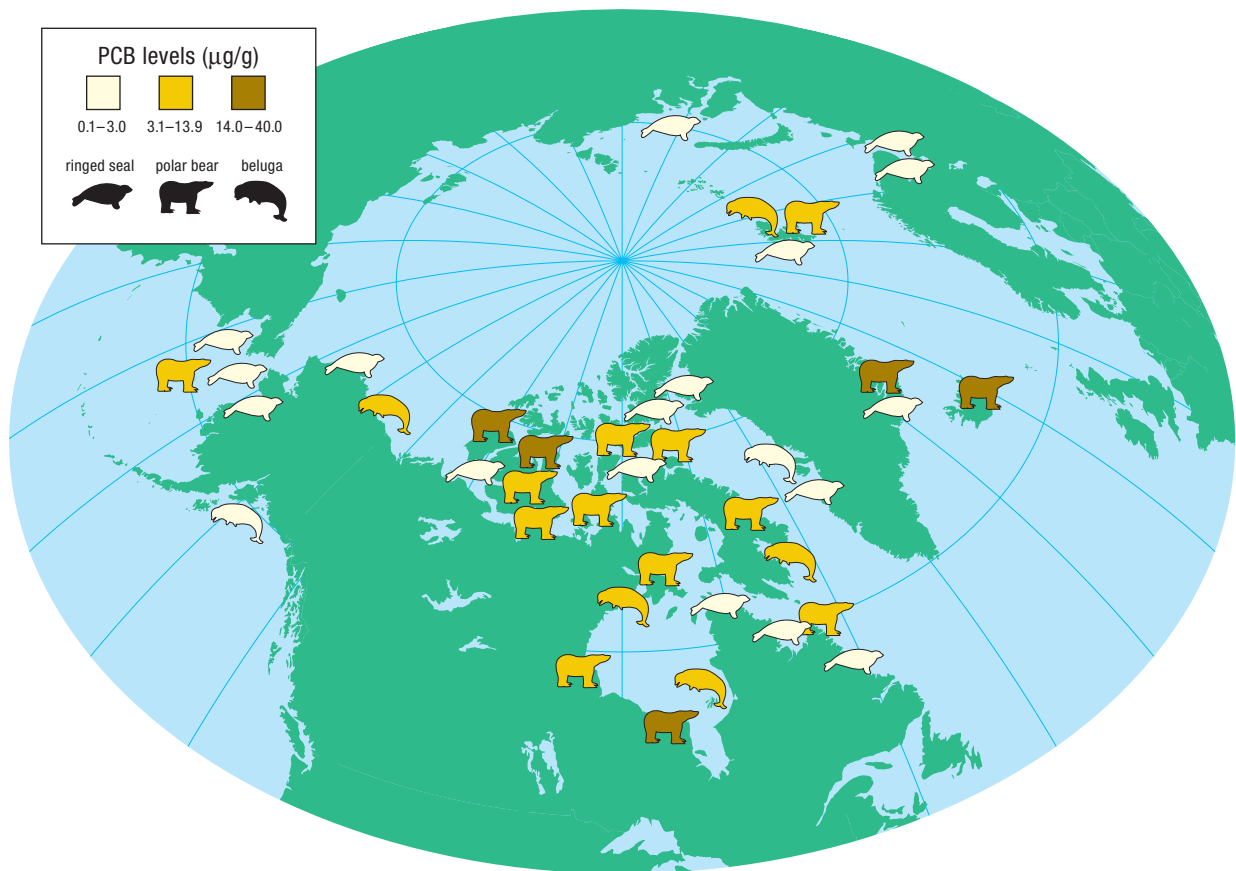 PCB levels (μg/g)
0.1–3.0 3.1–13.9 14.0–40.0
ringed seal polar bear beluga